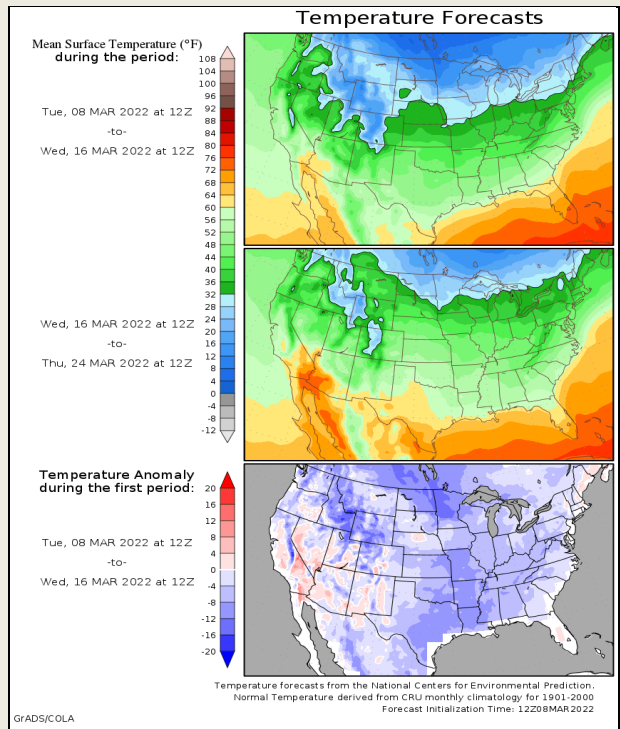 Temperature Forecasts
Mean Surface Temperature (°F)
during the period:
108
104
100
96
92
88
84
80
76
72
68
64
60
56
52
48
44
40
36
32
28
24
20
16
12
8
4
0
-4
-8
-12
Tue, 08 MAR 2022 at 12Z
-to-
Wed, 16 MAR 2022 at 12Z
Wed, 16 MAR 2022 at 12Z
-to-
Thu, 24 MAR 2022 at 12Z
Temperature Anomaly
during the first period:
20
16
12
8
4
0
-4
-8
-12
-16
-20
Tue, 08 MAR 2022 at 12Z
-to-
Wed, 16 MAR 2022 at 12Z
Temperature forecasts from the National Centers for Environmental Prediction.
Normal Temperature derived from CRU monthly climatology for 1901-2000
Forecast Initialization Time: 12Z08MAR2022
GrADS/COLA